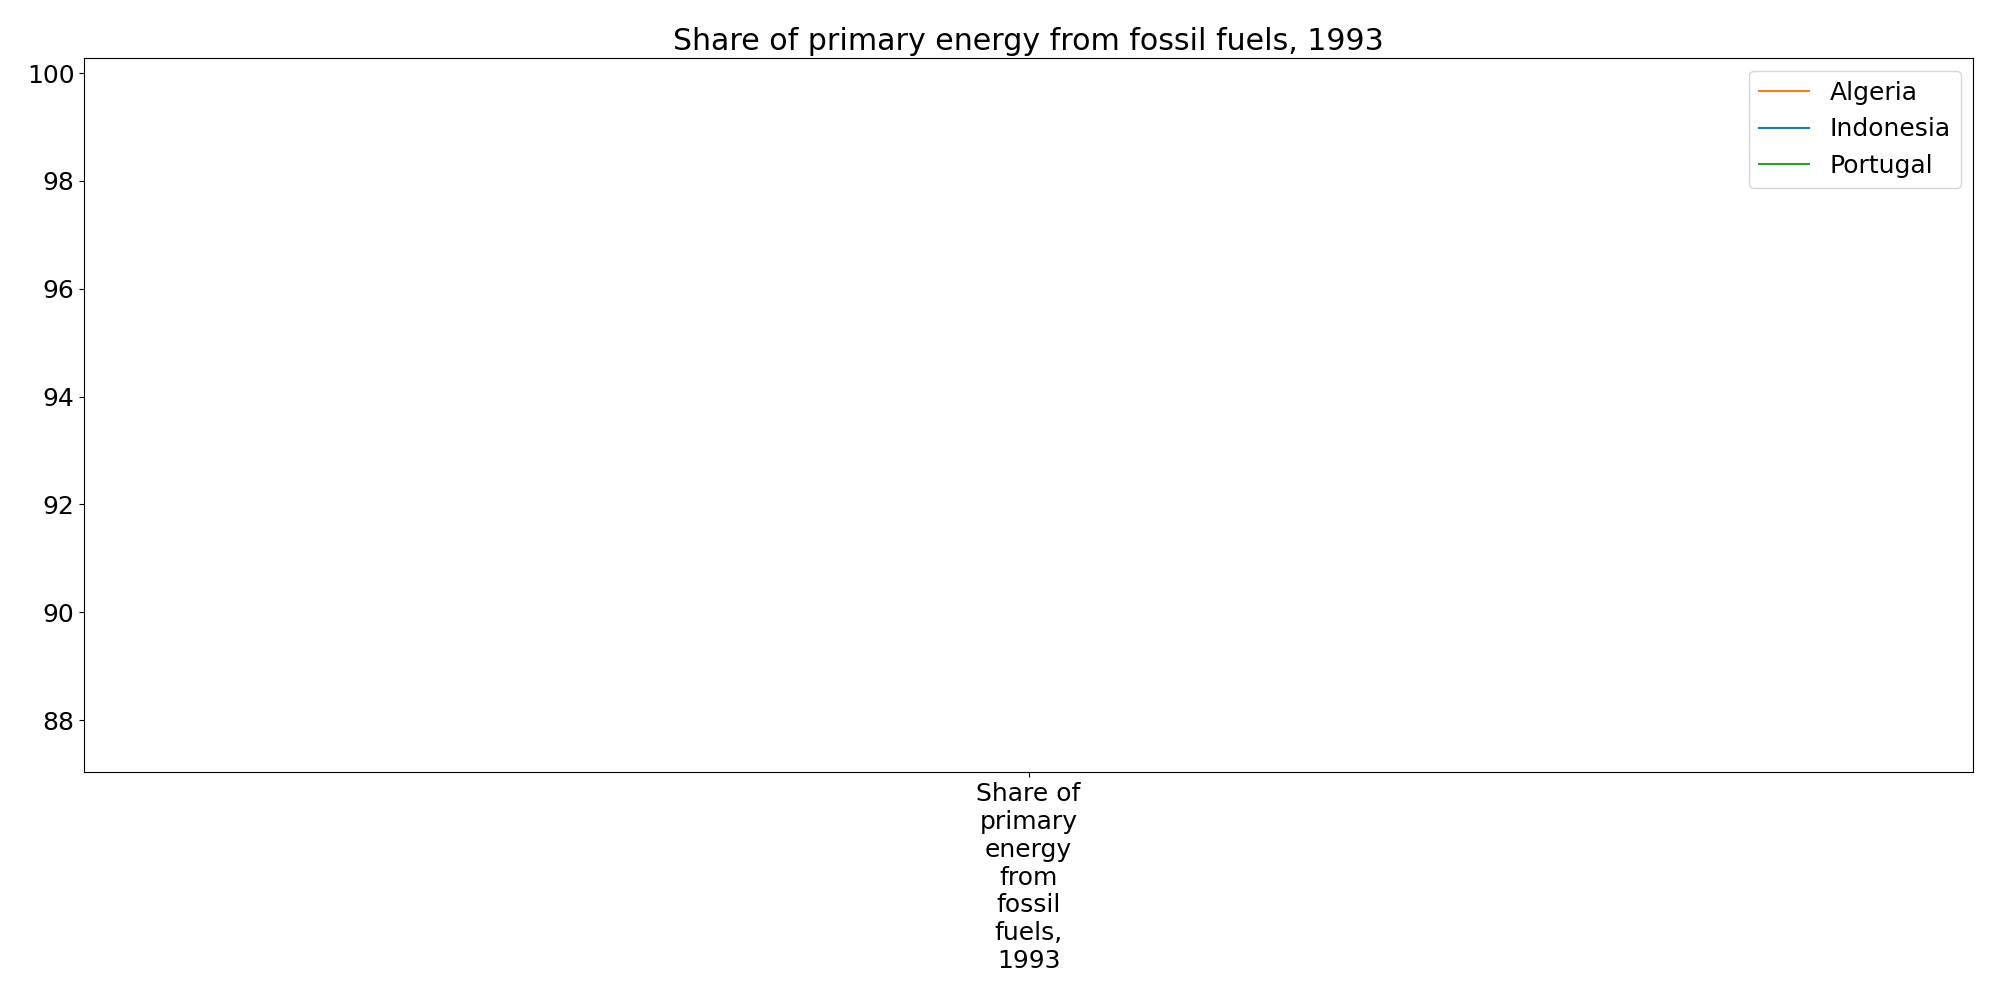 Share of primary energy from fossil fuels, 1993
100
98
96
94
92
90
88
Algeria
Indonesia
Portugal
Share of
primary
energy
from
fossil
fuels,
1993